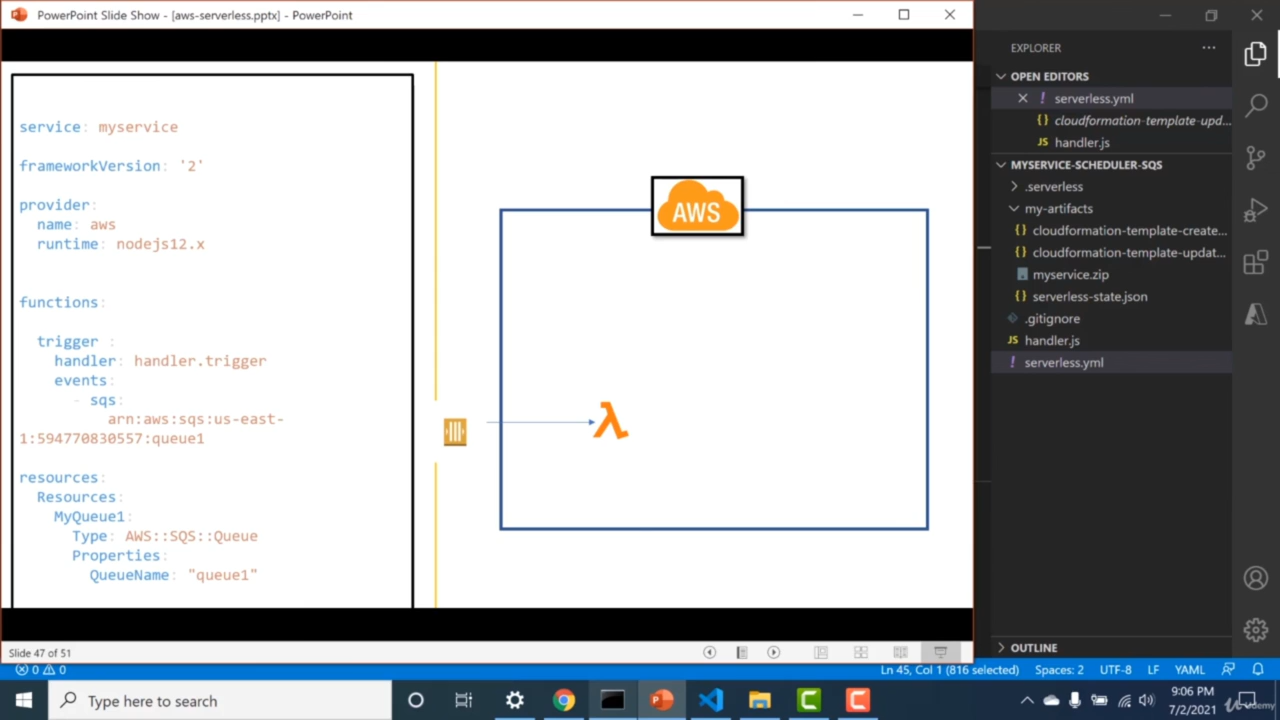 PowerPoint Slide Show - [aws-serverless.pptx] - PowerPoint
service: myservice
frameworkVersion: '2'
provider:
name: aws
runtime: nodejs12.x
functions:
trigger :
handler: handler.trigger
events:
- sqs:
arn:aws:sqs:us-east-
1:594770830557:queue1
resources:
Resources:
MyQueue1:
Type: AWS::SQS::Queue
Properties:
QueueName: "queue1"
AWS
Slide 47 of 51
EXPLORER
OPEN EDITORS
serverless.yml
cloudformation-template-upd...
JS handler.js
MYSERVICE-SCHEDULER-SQS
.serverless
my-artifacts
cloudformation-template-create...
cloudformation-template-updat...
myservice.zip
serverless-state.json
.gitignore
JS handler.js
serverless.yml
OUTLINE
0 0
Ln 45, Col 1 (816 selected) Spaces: 2 UTF-8 LF YAML
Type here to search
9:06 PM
7/2/2021
Udemy